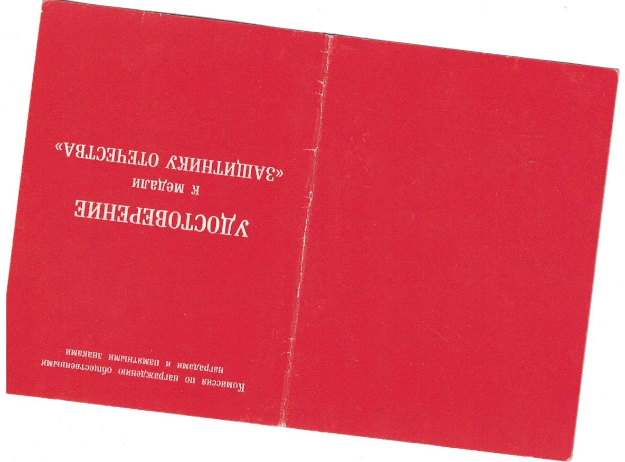 Комиссия по награждению общественными
наградами и памятными знаками
УДОСТОВЕРЕНИЕ
к медали
«ЗАЩИТНИКУ ОТЕЧЕСТВА»